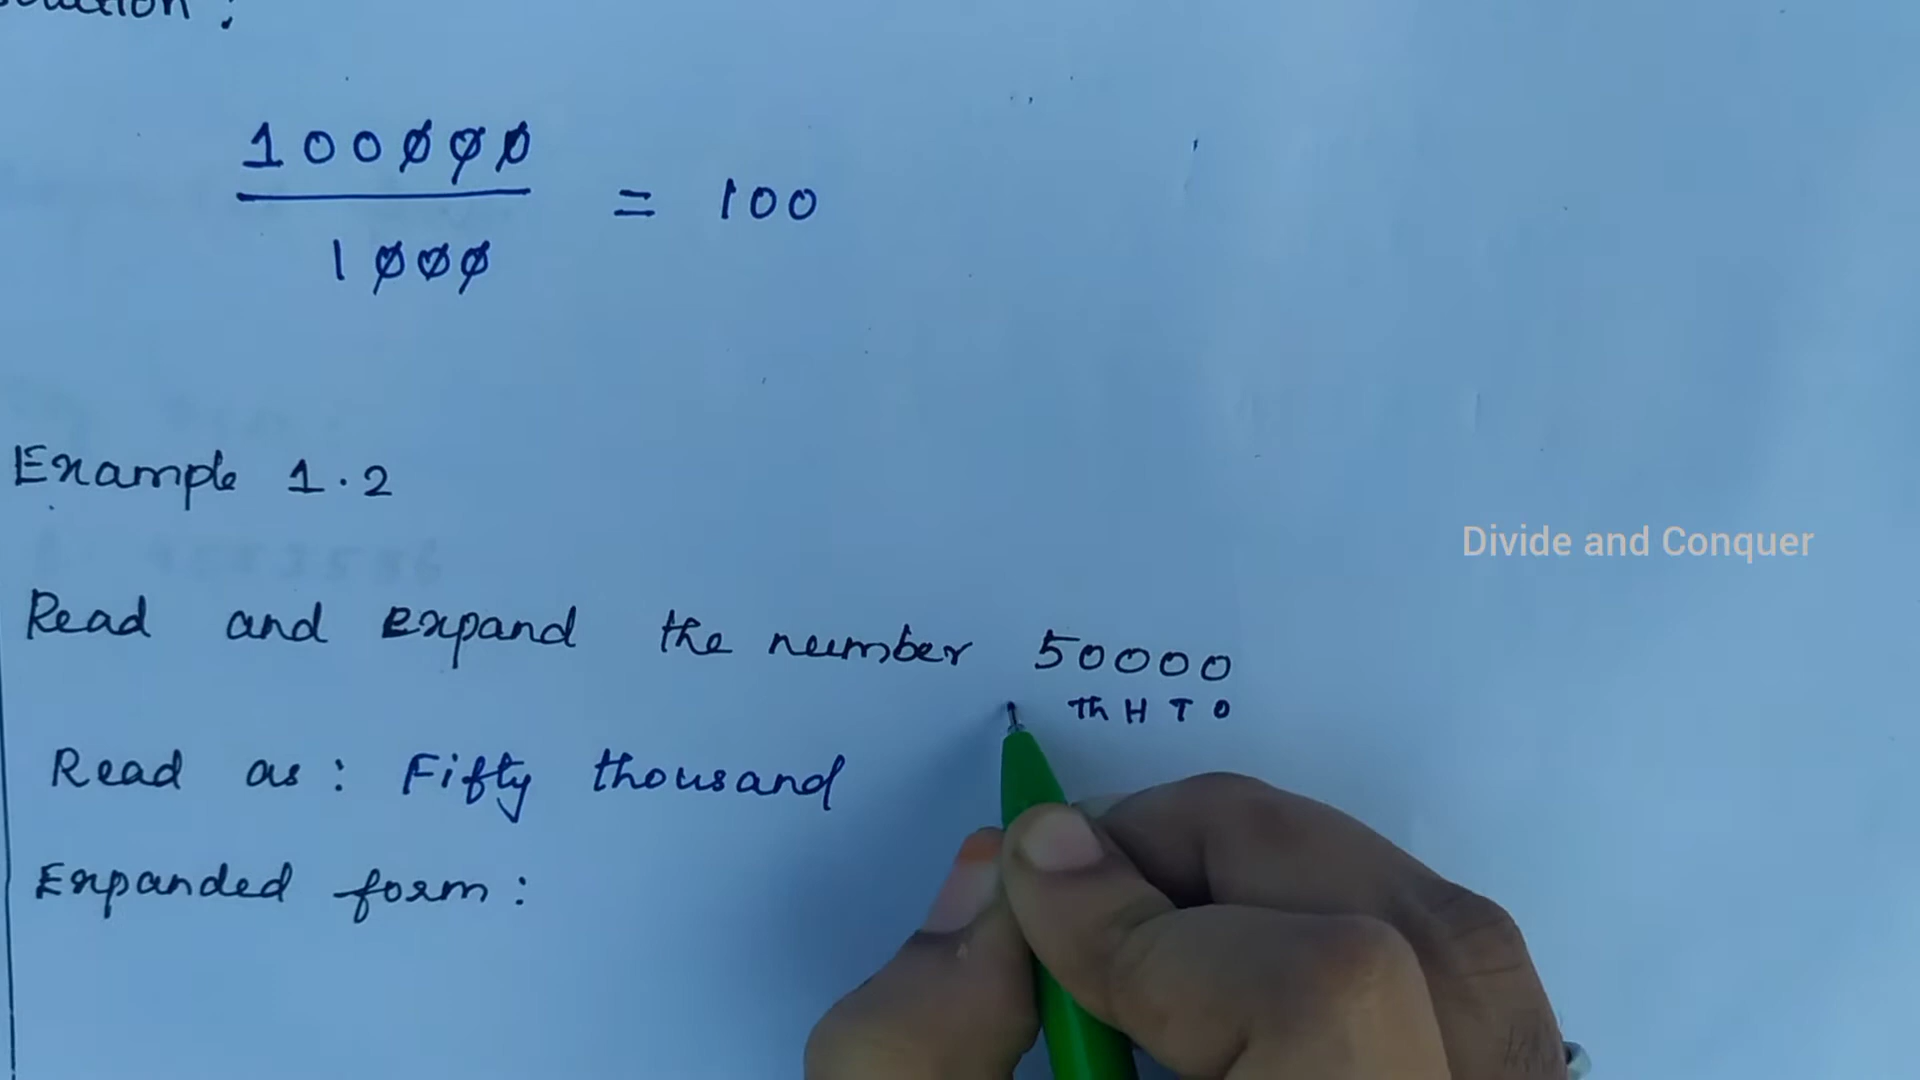 100000
= 100
1000
Example 1.2
Divide and Conquer
Read and expand the number 50000
Th H T O
Read as: Fifty thousand
Expanded form: